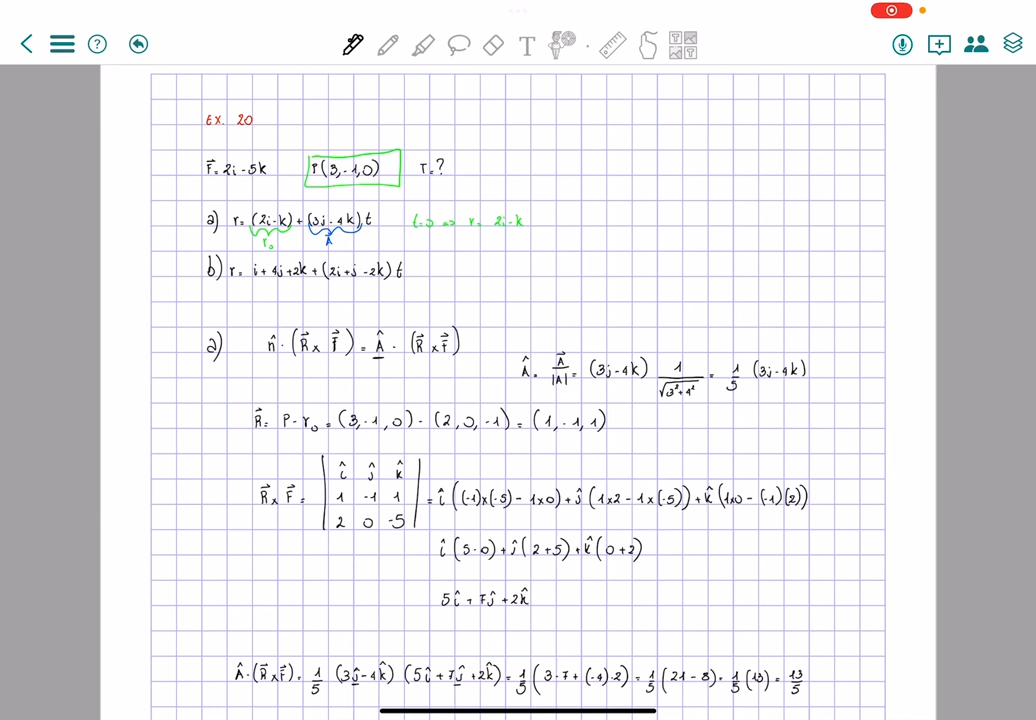 Ex. 20
F⃗ = 2i - 5k P(3, -1, 0) T = ?
a) r = (2i - k) + (3j - 4k) t t=0 => r = 2i - k
r₀ A⃗
b) r = i + 4j + 2k + (2i + j - 2k) t
a) n̂ · (R⃗ × F⃗) = Â · (R⃗ × F⃗)
 = A⃗/|A| = (3j - 4k) 1/√(3² + 4²) = 1/5 (3j - 4k)
R⃗ = P - r₀ = (3, -1, 0) - (2, 0, -1) = (1, -1, 1)
R⃗ × F⃗ = | î ĵ k̂ |
| 1 -1 1 | = î((-1)×(-5) - 1×0) + ĵ(1×2 - 1×(-5)) + k̂(1×0 - (-1)(2))
| 2 0 -5 |
î(5 - 0) + ĵ(2 + 5) + k̂(0 + 2)
5î + 7ĵ + 2k̂
 · (R⃗ × F⃗) = 1/5 (3ĵ - 4k̂) (5î + 7ĵ + 2k̂) = 1/5 (3·7 + (-4)·2) = 1/5 (21 - 8) = 1/5 (13) = 13/5